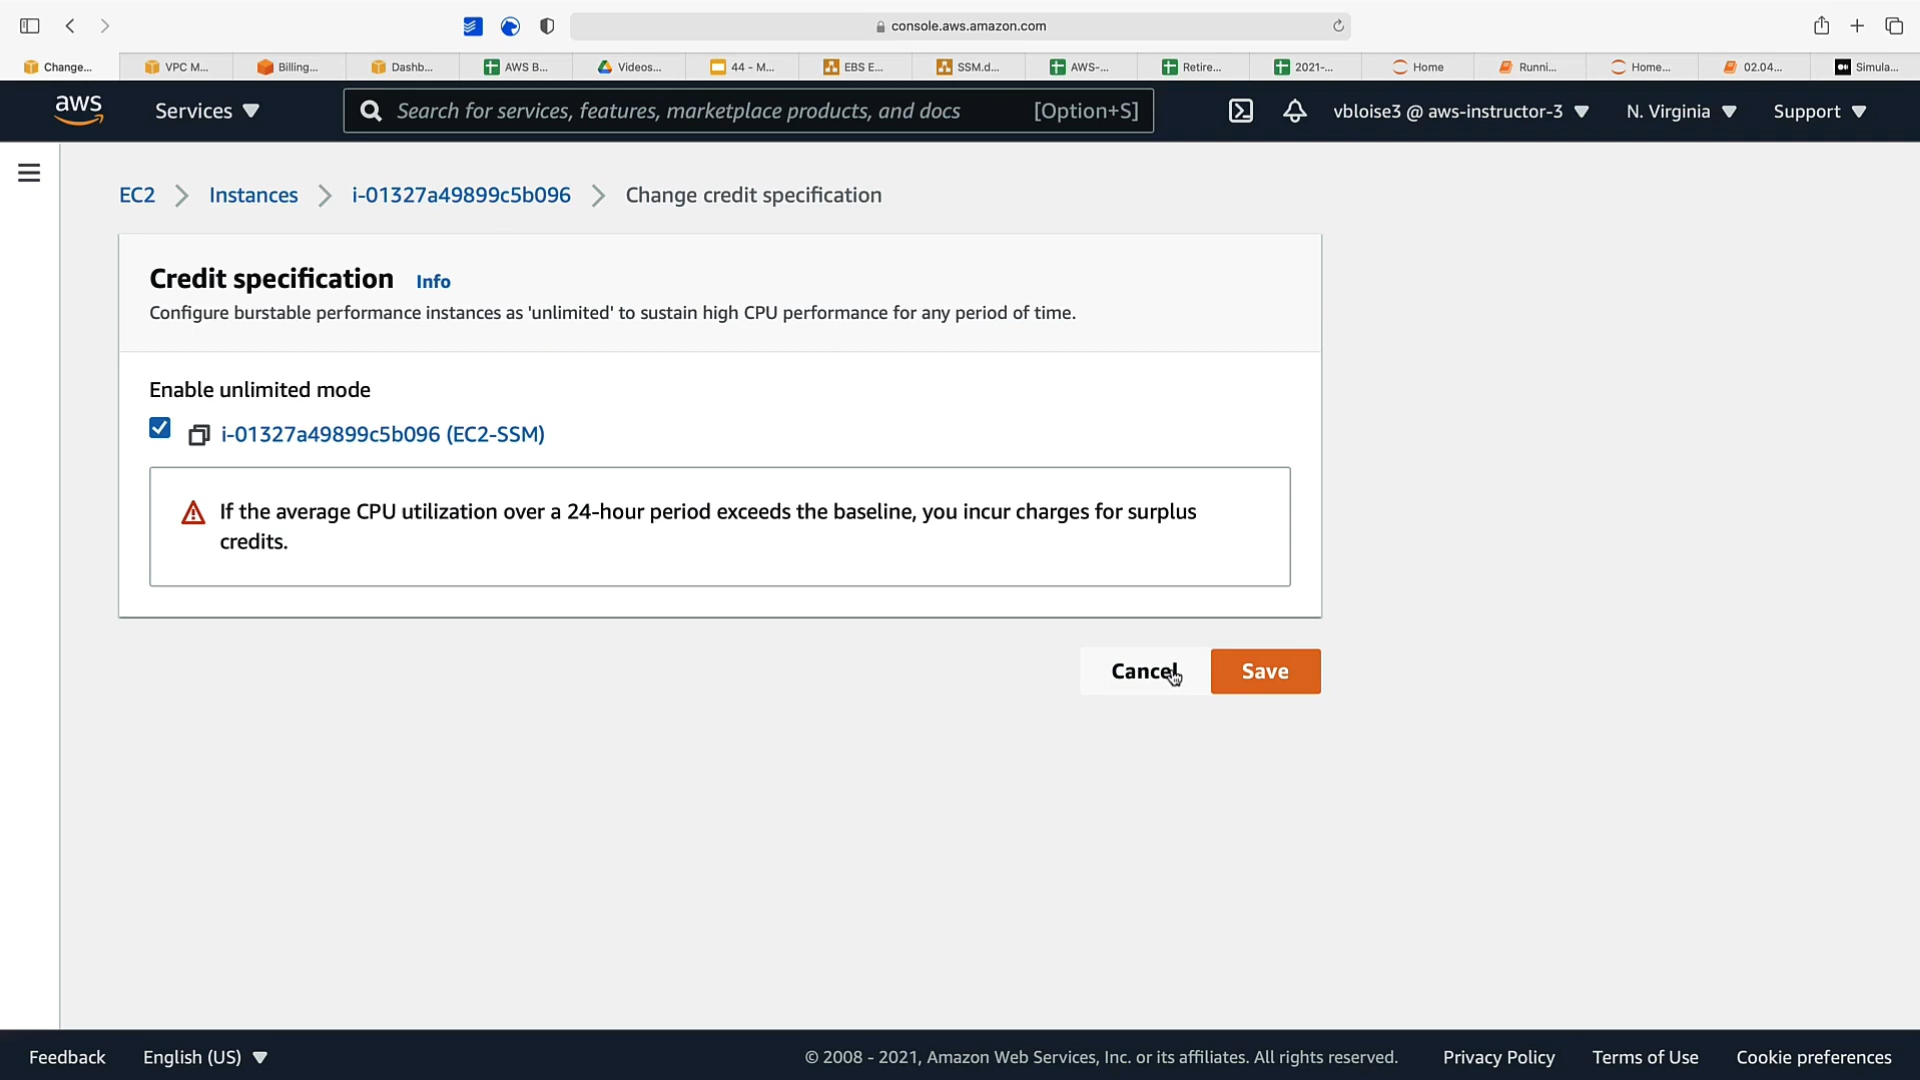 console.aws.amazon.com
Change...
VPC M...
Billing...
Dashb...
AWS B...
Videos...
44 - M...
EBS E...
SSM.d...
AWS-...
Retire...
2021-...
Home
Runni...
Home...
02.04...
Simula...
aws
Services
Search for services, features, marketplace products, and docs
[Option+S]
vbloise3 @ aws-instructor-3
N. Virginia
Support
EC2
Instances
i-01327a49899c5b096
Change credit specification
Credit specification
Info
Configure burstable performance instances as 'unlimited' to sustain high CPU performance for any period of time.
Enable unlimited mode
i-01327a49899c5b096 (EC2-SSM)
If the average CPU utilization over a 24-hour period exceeds the baseline, you incur charges for surplus
credits.
Cancel
Save
Feedback
English (US)
© 2008 - 2021, Amazon Web Services, Inc. or its affiliates. All rights reserved.
Privacy Policy
Terms of Use
Cookie preferences